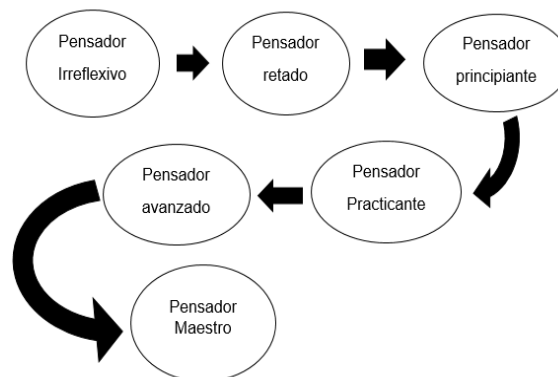 Pensador
Irreflexivo
Pensador
retado
Pensador
principiante
Pensador
Practicante
Pensador
avanzado
Pensador
Maestro